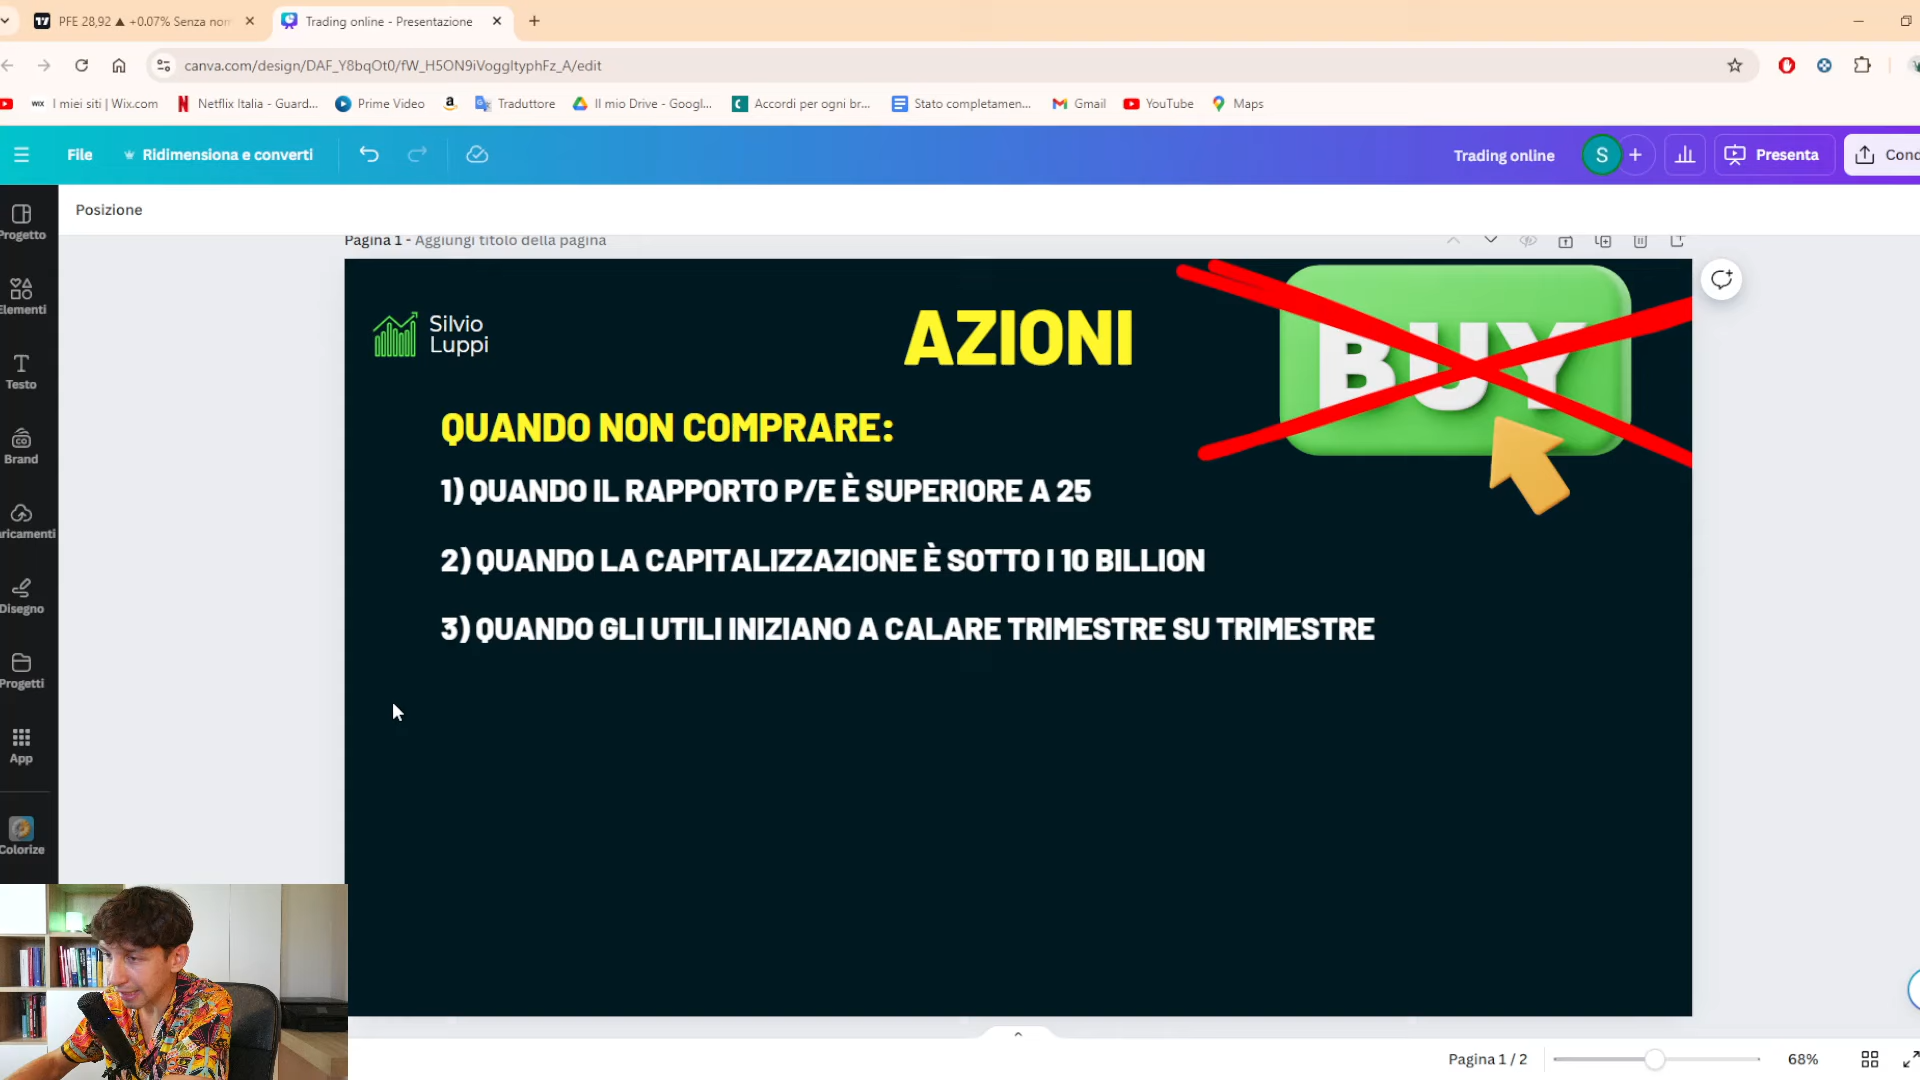 PFE 28,92 ▲ +0.07% Senza nom
Trading online - Presentazione
canva.com/design/DAF_Y8bqOt0/fW_H5ON9iVoggItyphFz_A/edit
I miei siti | Wix.com
Netflix Italia - Guard...
Prime Video
Traduttore
Il mio Drive - Googl...
Accordi per ogni br...
Stato completamen...
Gmail
YouTube
Maps
File
Ridimensiona e converti
Trading online
S
Presenta
Cond
Posizione
Pagina 1 - Aggiungi titolo della pagina
Progetto
Elementi
Testo
Brand
aricamenti
Disegno
Progetti
App
Colorize
Silvio
Luppi
AZIONI
BUY
QUANDO NON COMPRARE:
1) QUANDO IL RAPPORTO P/E È SUPERIORE A 25
2) QUANDO LA CAPITALIZZAZIONE È SOTTO I 10 BILLION
3) QUANDO GLI UTILI INIZIANO A CALARE TRIMESTRE SU TRIMESTRE
Pagina 1 / 2
68%